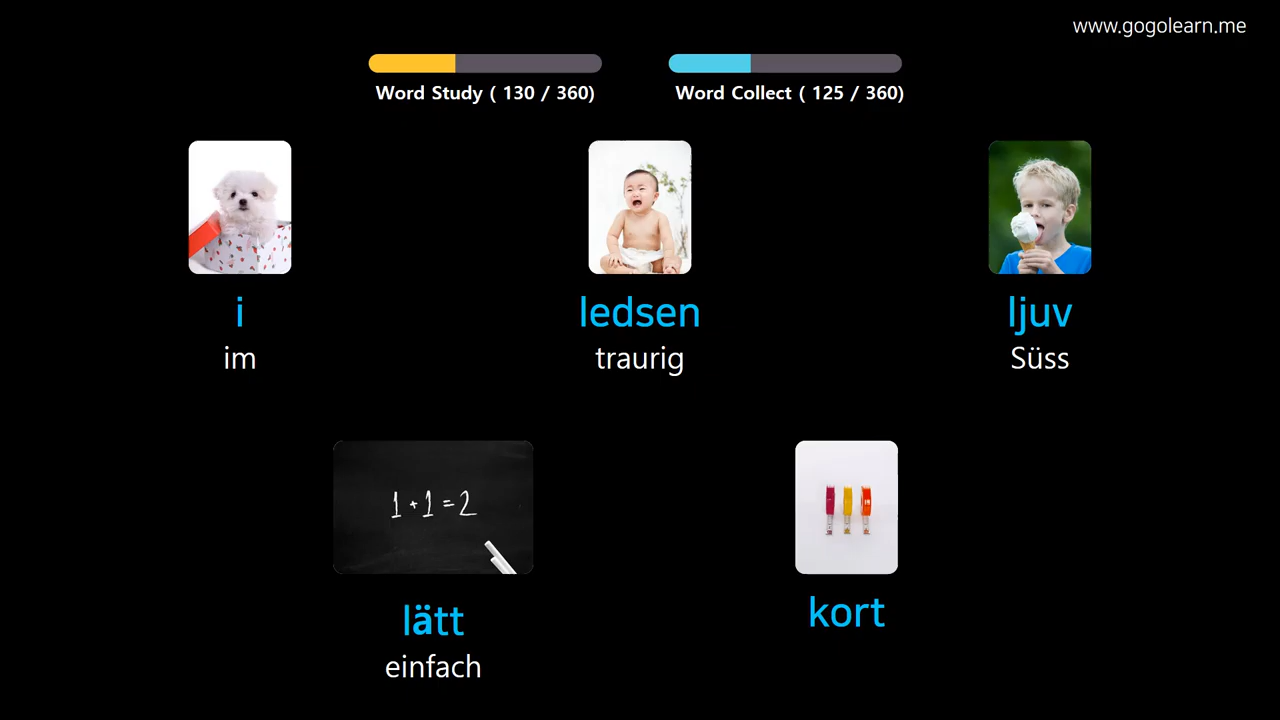 www.gogolearn.me
Word Study ( 130 / 360)
Word Collect ( 125 / 360)
i
im
ledsen
traurig
ljuv
Süss
1+1=2
lätt
einfach
kort